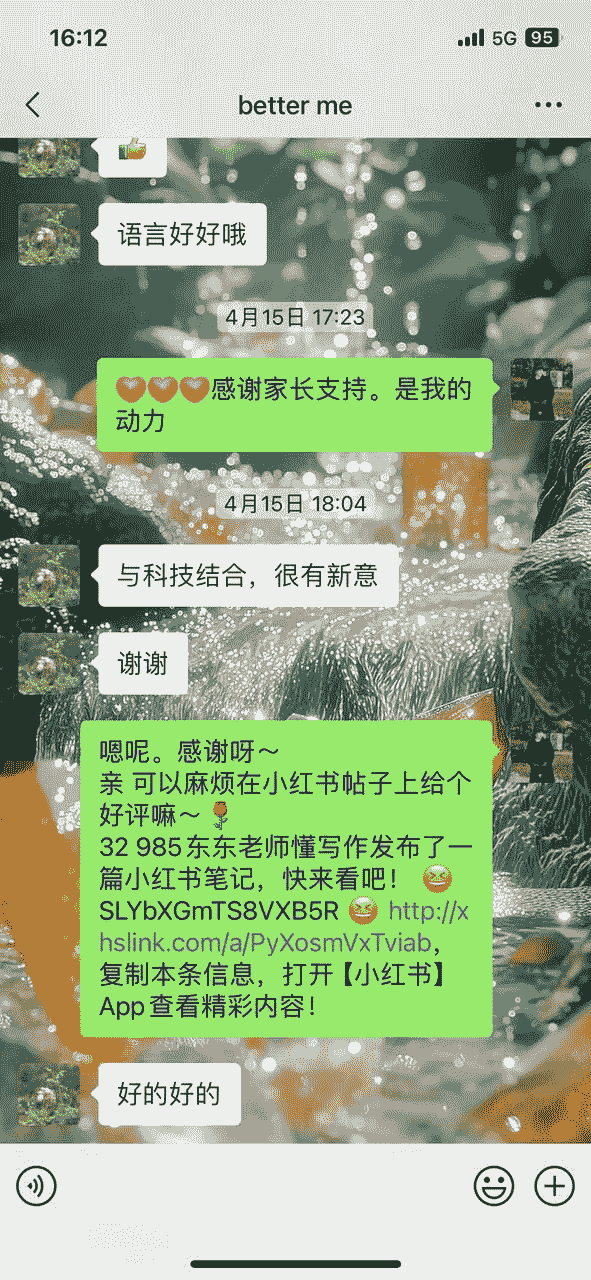 16:12
5G
95
better me
👍
语言好好哦
4月15日 17:23
🧡🧡🧡感谢家长支持。是我的
动力
4月15日 18:04
与科技结合，很有新意
谢谢
嗯呢。感谢呀～
亲 可以麻烦在小红书帖子上给个
好评嘛～🌹
32 985东东老师懂写作发布了一
篇小红书笔记，快来看吧！ 😆
SLYbXGmTS8VXB5R 😆 http://x
hslink.com/a/PyXosmVxTviab，
复制本条信息，打开【小红书】
App查看精彩内容！
好的好的